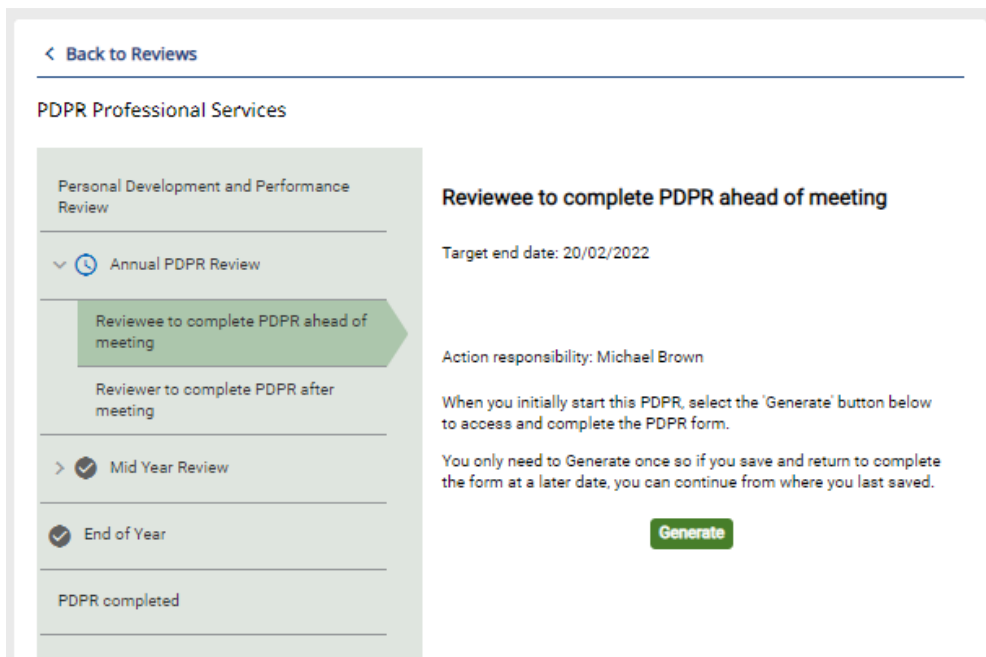 Back to Reviews
PDPR Professional Services
Personal Development and Performance
Review
Annual PDPR Review
Reviewee to complete PDPR ahead of
meeting
Reviewer to complete PDPR after
meeting
Mid Year Review
End of Year
PDPR completed
Reviewee to complete PDPR ahead of meeting
Target end date: 20/02/2022
Action responsibility: Michael Brown
When you initially start this PDPR, select the 'Generate' button below
to access and complete the PDPR form.
You only need to Generate once so if you save and return to complete
the form at a later date, you can continue from where you last saved.
Generate